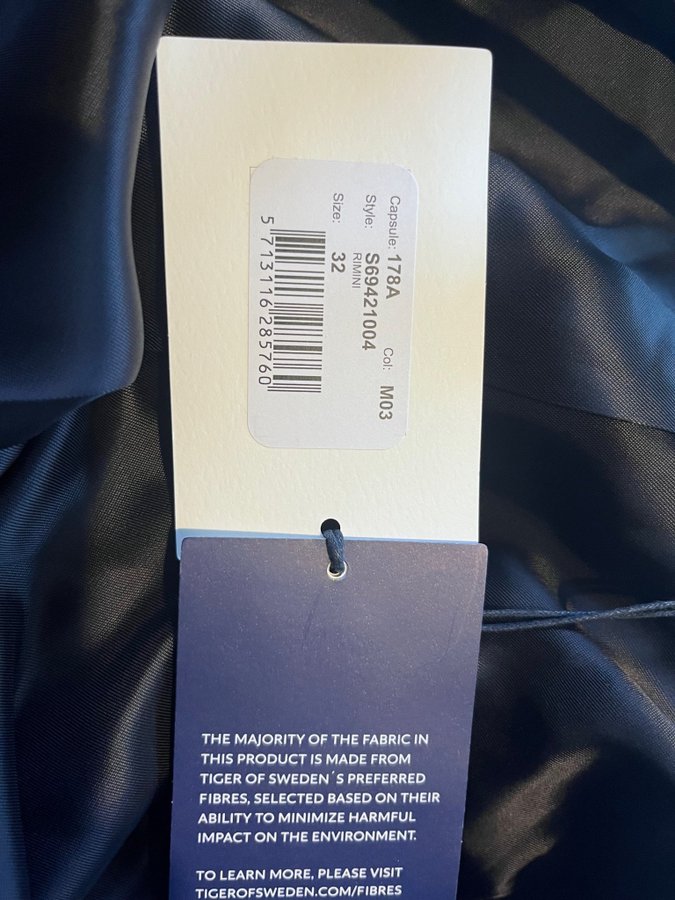 Capsule: 178A
Style: S69421004 Col: M03
RIMINI
Size: 32
5 713116 285760
THE MAJORITY OF THE FABRIC IN
THIS PRODUCT IS MADE FROM
TIGER OF SWEDEN´S PREFERRED
FIBRES, SELECTED BASED ON THEIR
ABILITY TO MINIMIZE HARMFUL
IMPACT ON THE ENVIRONMENT.
TO LEARN MORE, PLEASE VISIT
TIGEROFSWEDEN.COM/FIBRES